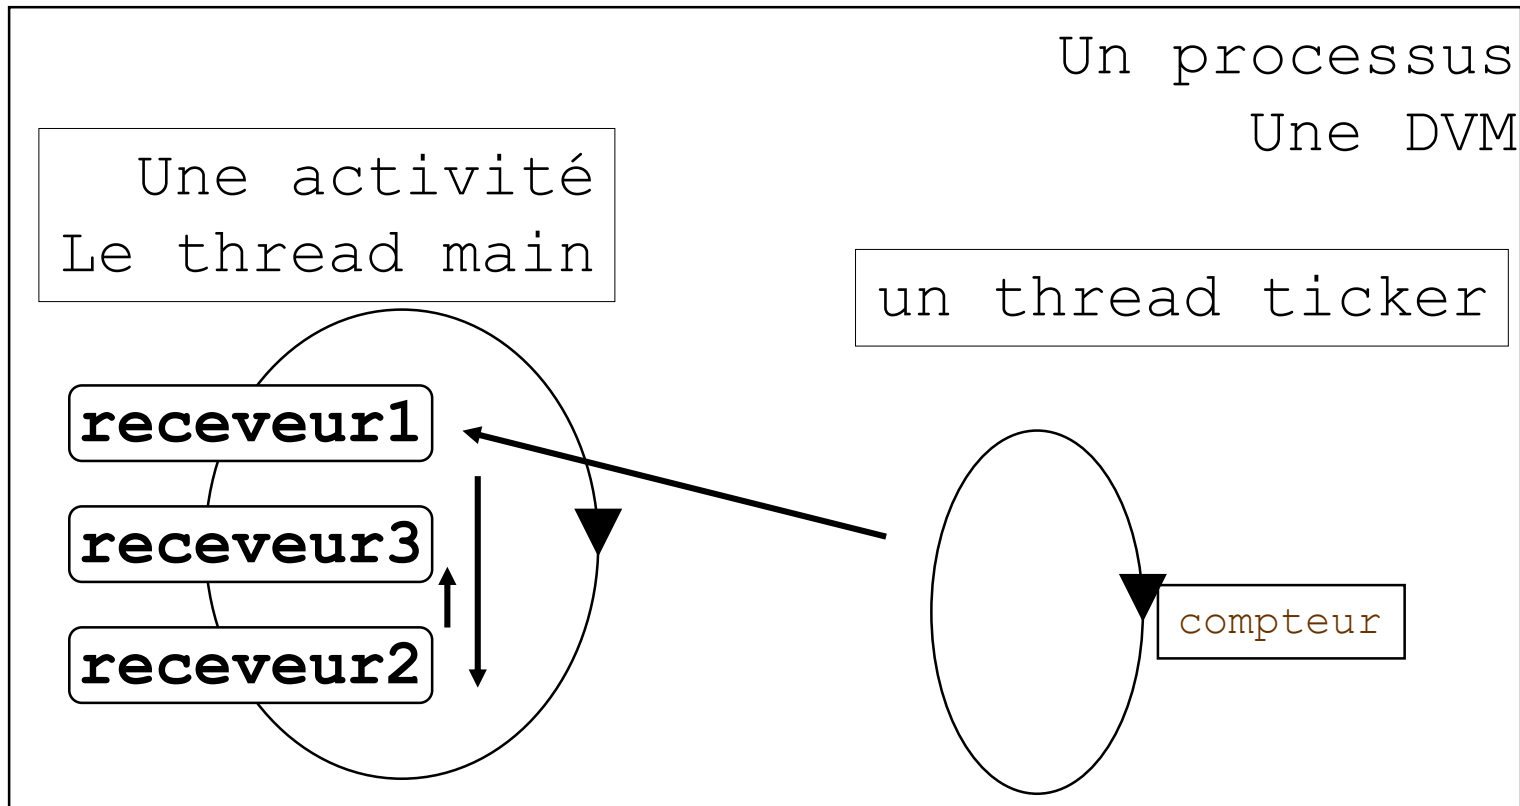 Un processus
Une DVM
Une activité
Le thread main
un thread ticker
receveur1
receveur3
receveur2
compteur